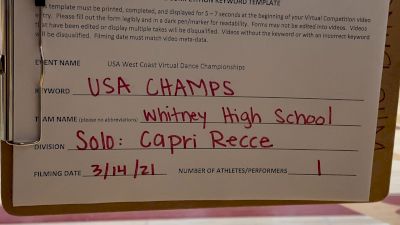 COMPETITION KEYWORD TEMPLATE
template must be printed, completed, and displayed for 5 – 7 seconds at the beginning of your Virtual Competition video
entry. Please fill out the form legibly and in a dark pen/marker for readability. Forms may not be edited into videos. Videos
that have been edited or display multiple takes will be disqualified. Videos without the keyword or with an incorrect keyword
will be disqualified. Filming date must match video meta-data.
EVENT NAME USA West Coast Virtual Dance Championships
KEYWORD USA CHAMPS
TEAM NAME (please no abbreviations) Whitney High School
DIVISION Solo: Capri Recce
FILMING DATE 3/14/21 NUMBER OF ATHLETES/PERFORMERS 1